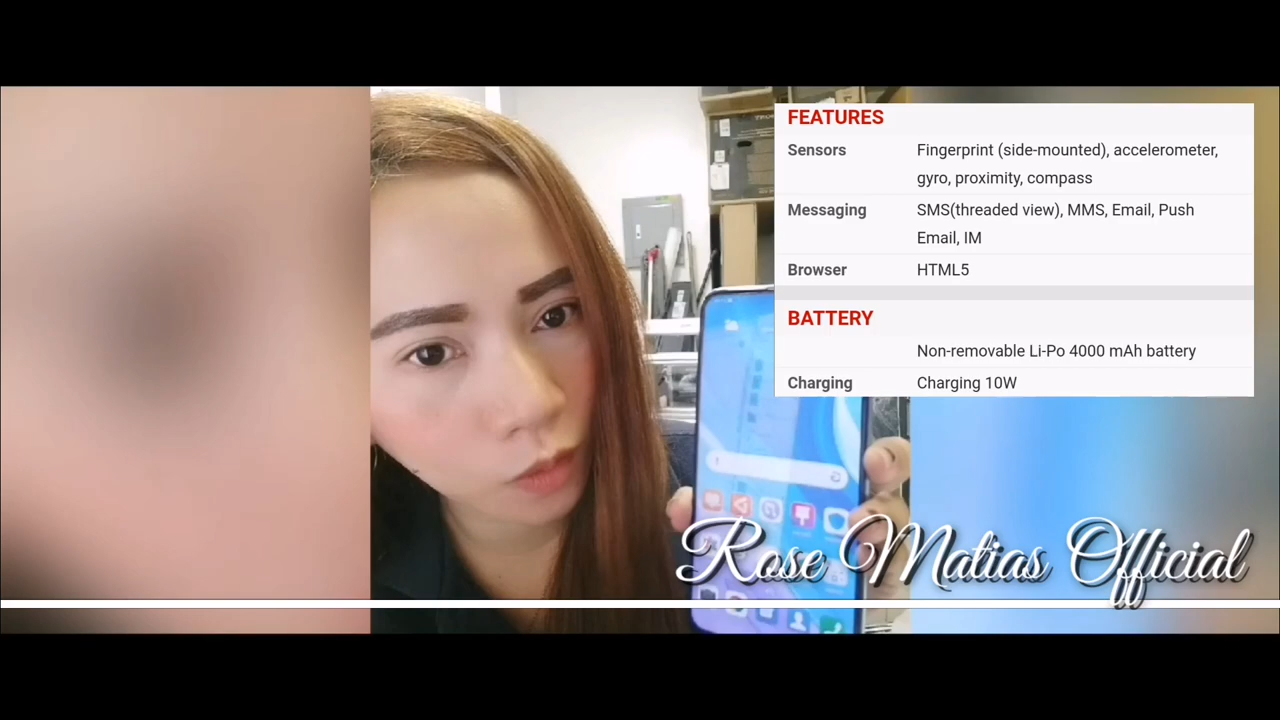 FEATURES
Sensors Fingerprint (side-mounted), accelerometer,
gyro, proximity, compass
Messaging SMS(threaded view), MMS, Email, Push
Email, IM
Browser HTML5
BATTERY
Non-removable Li-Po 4000 mAh battery
Charging Charging 10W
Rose Matias Official